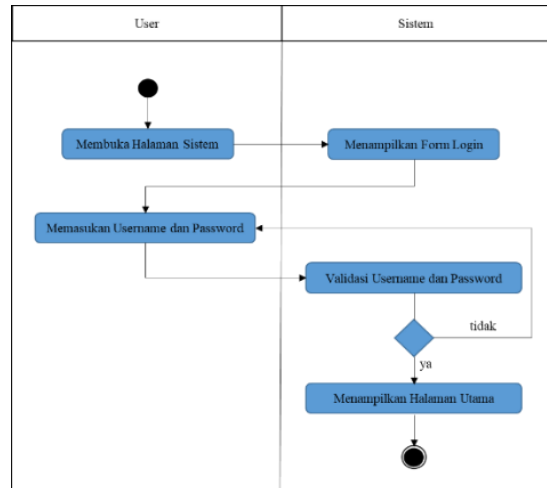 User
Sistem
Membuka Halaman Sistem
Menampilkan Form Login
Memasukan Username dan Password
Validasi Username dan Password
tidak
ya
Menampilkan Halaman Utama